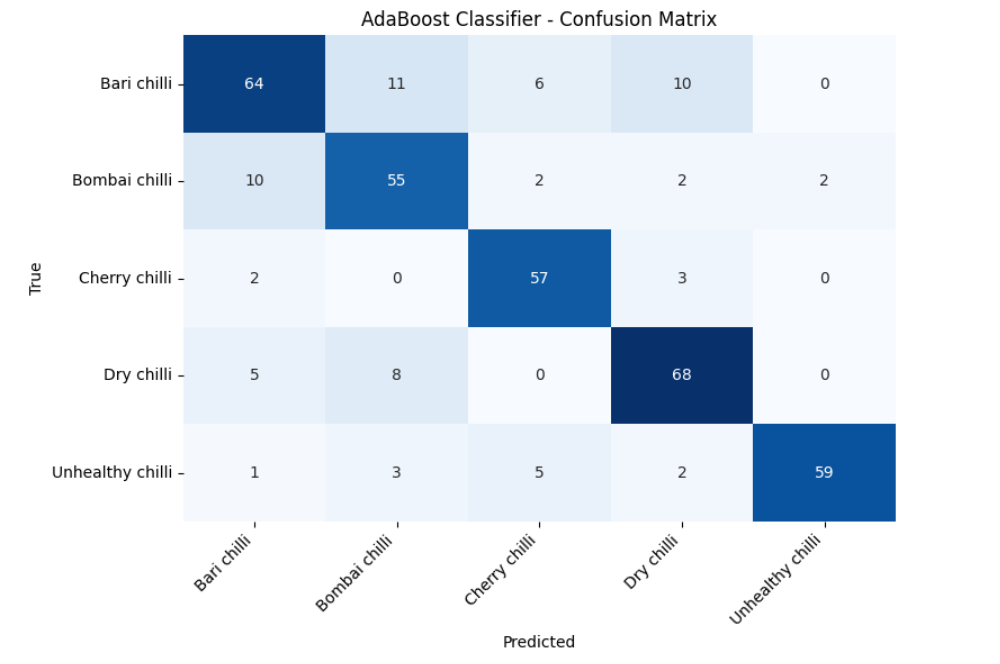 AdaBoost Classifier - Confusion Matrix
Bari chilli 64 11 6 10 0
Bombai chilli 10 55 2 2 2
Cherry chilli 2 0 57 3 0
Dry chilli 5 8 0 68 0
Unhealthy chilli 1 3 5 2 59
True
Bari chilli Bombai chilli Cherry chilli Dry chilli Unhealthy chilli
Predicted